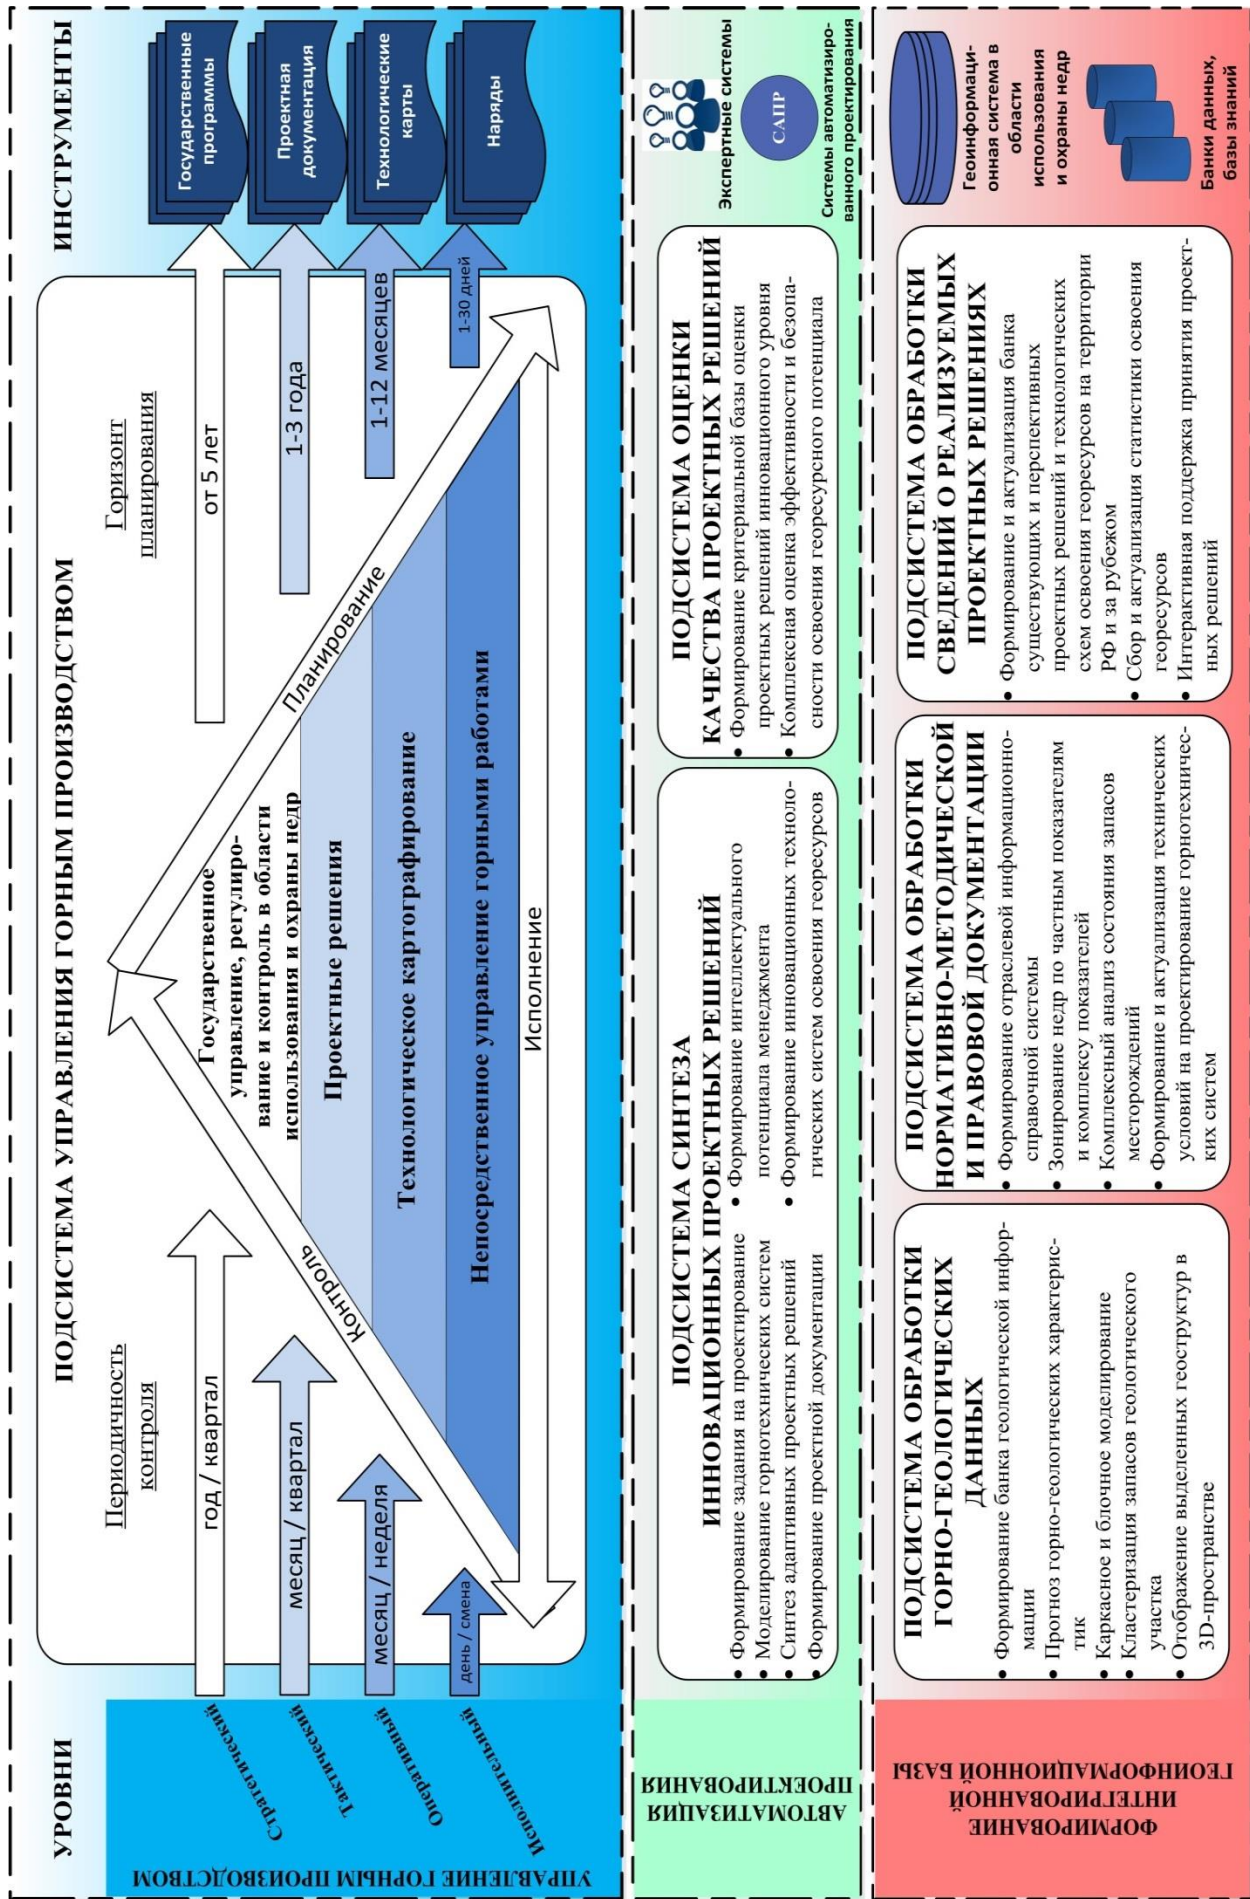 УРОВНИ
ПОДСИСТЕМА УПРАВЛЕНИЯ ГОРНЫМ ПРОИЗВОДСТВОМ
ИНСТРУМЕНТЫ
УПРАВЛЕНИЕ ГОРНЫМ ПРОИЗВОДСТВОМ
Стратегический
Тактический
Оперативный
Исполнительный
Периодичность
контроля
год / квартал
месяц / квартал
месяц / неделя
день / смена
Контроль
Планирование
Исполнение
Государственное
управление, регулиро-
вание и контроль в области
использования и охраны недр
Проектные решения
Технологическое картографирование
Непосредственное управление горными работами
Горизонт
планирования
от 5 лет
1-3 года
1-12 месяцев
1-30 дней
Государственные
программы
Проектная
документация
Технологические
карты
Наряды
АВТОМАТИЗАЦИЯ
ПРОЕКТИРОВАНИЯ
ПОДСИСТЕМА СИНТЕЗА
ИННОВАЦИОННЫХ ПРОЕКТНЫХ РЕШЕНИЙ
• Формирование задания на проектирование
• Моделирование горнотехнических систем
• Синтез адаптивных проектных решений
• Формирование проектной документации
• Формирование интеллектуального
потенциала менеджмента
• Формирование инновационных техноло-
гических систем освоения георесурсов
ПОДСИСТЕМА ОЦЕНКИ
КАЧЕСТВА ПРОЕКТНЫХ РЕШЕНИЙ
• Формирование критериальной базы оценки
проектных решений инновационного уровня
• Комплексная оценка эффективности и безопа-
сности освоения георесурсного потенциала
Экспертные системы
САПР
Системы автоматизиро-
ванного проектирования
ФОРМИРОВАНИЕ
ИНТЕГРИРОВАННОЙ
ГЕОИНФОРМАЦИОННОЙ БАЗЫ
ПОДСИСТЕМА ОБРАБОТКИ
ГОРНО-ГЕОЛОГИЧЕСКИХ
ДАННЫХ
• Формирование банка геологической инфор-
мации
• Прогноз горно-геологических характерис-
тик
• Каркасное и блочное моделирование
• Кластеризация запасов геологического
участка
• Отображение выделенных геоструктур в
3D-пространстве
ПОДСИСТЕМА ОБРАБОТКИ
НОРМАТИВНО-МЕТОДИЧЕСКОЙ
И ПРАВОВОЙ ДОКУМЕНТАЦИИ
• Формирование отраслевой информационно-
справочной системы
• Зонирование недр по частным показателям
и комплексу показателей
• Комплексный анализ состояния запасов
месторождений
• Формирование и актуализация технических
условий на проектирование горнотехничес-
ких систем
ПОДСИСТЕМА ОБРАБОТКИ
СВЕДЕНИЙ О РЕАЛИЗУЕМЫХ
ПРОЕКТНЫХ РЕШЕНИЯХ
• Формирование и актуализация банка
существующих и перспективных
проектных решений и технологических
схем освоения георесурсов на территории
РФ и за рубежом
• Сбор и актуализация статистики освоения
георесурсов
• Интерактивная поддержка принятия проект-
ных решений
Геоинформаци-
онная система в
области
использования
и охраны недр
Банки данных,
базы знаний